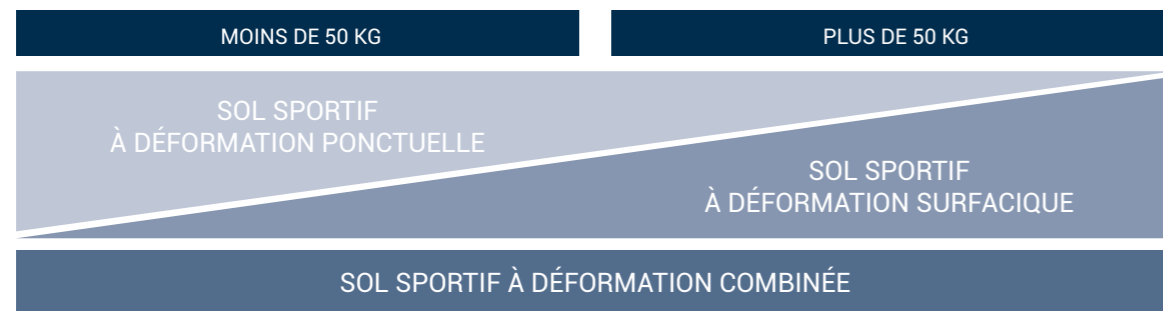 MOINS DE 50 KG
PLUS DE 50 KG
SOL SPORTIF
À DÉFORMATION PONCTUELLE
SOL SPORTIF
À DÉFORMATION SURFACIQUE
SOL SPORTIF À DÉFORMATION COMBINÉE